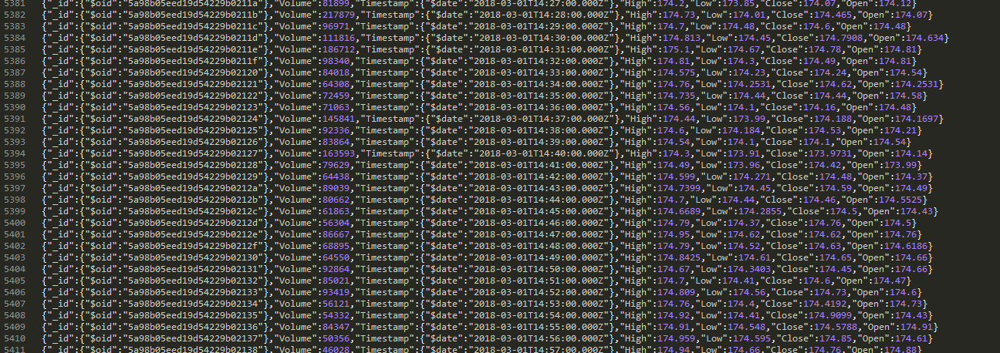 5381 {"_id":{"$oid":"5a98b05eed19d54229b0211a"},"Volume":81899,"Timestamp":{"$date":"2018-03-01T14:27:00.000Z"},"High":174.2,"Low":173.85,"Close":174.07,"Open":174.12}
5382 {"_id":{"$oid":"5a98b05eed19d54229b0211b"},"Volume":217879,"Timestamp":{"$date":"2018-03-01T14:28:00.000Z"},"High":174.73,"Low":174.01,"Close":174.465,"Open":174.07}
5383 {"_id":{"$oid":"5a98b05eed19d54229b0211c"},"Volume":96971,"Timestamp":{"$date":"2018-03-01T14:29:00.000Z"},"High":174.7,"Low":174.48,"Close":174.6,"Open":174.48}
5384 {"_id":{"$oid":"5a98b05eed19d54229b0211d"},"Volume":111816,"Timestamp":{"$date":"2018-03-01T14:30:00.000Z"},"High":174.813,"Low":174.45,"Close":174.7908,"Open":174.634}
5385 {"_id":{"$oid":"5a98b05eed19d54229b0211e"},"Volume":186712,"Timestamp":{"$date":"2018-03-01T14:31:00.000Z"},"High":175.1,"Low":174.67,"Close":174.78,"Open":174.81}
5386 {"_id":{"$oid":"5a98b05eed19d54229b0211f"},"Volume":98340,"Timestamp":{"$date":"2018-03-01T14:32:00.000Z"},"High":174.81,"Low":174.3,"Close":174.49,"Open":174.81}
5387 {"_id":{"$oid":"5a98b05eed19d54229b02120"},"Volume":84018,"Timestamp":{"$date":"2018-03-01T14:33:00.000Z"},"High":174.575,"Low":174.23,"Close":174.24,"Open":174.54}
5388 {"_id":{"$oid":"5a98b05eed19d54229b02121"},"Volume":64308,"Timestamp":{"$date":"2018-03-01T14:34:00.000Z"},"High":174.76,"Low":174.2531,"Close":174.62,"Open":174.2531}
5389 {"_id":{"$oid":"5a98b05eed19d54229b02122"},"Volume":72459,"Timestamp":{"$date":"2018-03-01T14:35:00.000Z"},"High":174.735,"Low":174.44,"Close":174.44,"Open":174.58}
5390 {"_id":{"$oid":"5a98b05eed19d54229b02123"},"Volume":71063,"Timestamp":{"$date":"2018-03-01T14:36:00.000Z"},"High":174.56,"Low":174.1,"Close":174.16,"Open":174.48}
5391 {"_id":{"$oid":"5a98b05eed19d54229b02124"},"Volume":145841,"Timestamp":{"$date":"2018-03-01T14:37:00.000Z"},"High":174.44,"Low":173.99,"Close":174.188,"Open":174.1697}
5392 {"_id":{"$oid":"5a98b05eed19d54229b02125"},"Volume":92336,"Timestamp":{"$date":"2018-03-01T14:38:00.000Z"},"High":174.6,"Low":174.184,"Close":174.53,"Open":174.21}
5393 {"_id":{"$oid":"5a98b05eed19d54229b02126"},"Volume":83864,"Timestamp":{"$date":"2018-03-01T14:39:00.000Z"},"High":174.54,"Low":174.1,"Close":174.1,"Open":174.54}
5394 {"_id":{"$oid":"5a98b05eed19d54229b02127"},"Volume":163593,"Timestamp":{"$date":"2018-03-01T14:40:00.000Z"},"High":174.3,"Low":173.91,"Close":173.9731,"Open":174.14}
5395 {"_id":{"$oid":"5a98b05eed19d54229b02128"},"Volume":79629,"Timestamp":{"$date":"2018-03-01T14:41:00.000Z"},"High":174.49,"Low":173.96,"Close":174.42,"Open":173.99}
5396 {"_id":{"$oid":"5a98b05eed19d54229b02129"},"Volume":64438,"Timestamp":{"$date":"2018-03-01T14:42:00.000Z"},"High":174.599,"Low":174.271,"Close":174.48,"Open":174.37}
5397 {"_id":{"$oid":"5a98b05eed19d54229b0212a"},"Volume":89039,"Timestamp":{"$date":"2018-03-01T14:43:00.000Z"},"High":174.7399,"Low":174.45,"Close":174.59,"Open":174.49}
5398 {"_id":{"$oid":"5a98b05eed19d54229b0212b"},"Volume":80662,"Timestamp":{"$date":"2018-03-01T14:44:00.000Z"},"High":174.7,"Low":174.44,"Close":174.46,"Open":174.5525}
5399 {"_id":{"$oid":"5a98b05eed19d54229b0212c"},"Volume":61863,"Timestamp":{"$date":"2018-03-01T14:45:00.000Z"},"High":174.6689,"Low":174.2855,"Close":174.5,"Open":174.43}
5400 {"_id":{"$oid":"5a98b05eed19d54229b0212d"},"Volume":56304,"Timestamp":{"$date":"2018-03-01T14:46:00.000Z"},"High":174.79,"Low":174.37,"Close":174.76,"Open":174.5}
5401 {"_id":{"$oid":"5a98b05eed19d54229b0212e"},"Volume":86667,"Timestamp":{"$date":"2018-03-01T14:47:00.000Z"},"High":174.95,"Low":174.62,"Close":174.62,"Open":174.76}
5402 {"_id":{"$oid":"5a98b05eed19d54229b0212f"},"Volume":68895,"Timestamp":{"$date":"2018-03-01T14:48:00.000Z"},"High":174.79,"Low":174.52,"Close":174.63,"Open":174.6186}
5403 {"_id":{"$oid":"5a98b05eed19d54229b02130"},"Volume":64550,"Timestamp":{"$date":"2018-03-01T14:49:00.000Z"},"High":174.8425,"Low":174.61,"Close":174.65,"Open":174.66}
5404 {"_id":{"$oid":"5a98b05eed19d54229b02131"},"Volume":92864,"Timestamp":{"$date":"2018-03-01T14:50:00.000Z"},"High":174.67,"Low":174.3403,"Close":174.45,"Open":174.66}
5405 {"_id":{"$oid":"5a98b05eed19d54229b02132"},"Volume":85021,"Timestamp":{"$date":"2018-03-01T14:51:00.000Z"},"High":174.7,"Low":174.41,"Close":174.6,"Open":174.47}
5406 {"_id":{"$oid":"5a98b05eed19d54229b02133"},"Volume":93419,"Timestamp":{"$date":"2018-03-01T14:52:00.000Z"},"High":174.809,"Low":174.56,"Close":174.73,"Open":174.6}
5407 {"_id":{"$oid":"5a98b05eed19d54229b02134"},"Volume":56121,"Timestamp":{"$date":"2018-03-01T14:53:00.000Z"},"High":174.76,"Low":174.4,"Close":174.4192,"Open":174.73}
5408 {"_id":{"$oid":"5a98b05eed19d54229b02135"},"Volume":54332,"Timestamp":{"$date":"2018-03-01T14:54:00.000Z"},"High":174.92,"Low":174.41,"Close":174.9099,"Open":174.43}
5409 {"_id":{"$oid":"5a98b05eed19d54229b02136"},"Volume":84347,"Timestamp":{"$date":"2018-03-01T14:55:00.000Z"},"High":174.91,"Low":174.548,"Close":174.5788,"Open":174.91}
5410 {"_id":{"$oid":"5a98b05eed19d54229b02137"},"Volume":50356,"Timestamp":{"$date":"2018-03-01T14:56:00.000Z"},"High":174.959,"Low":174.595,"Close":174.85,"Open":174.61}
5411 {"_id":{"$oid":"5a98b05eed19d54229b02138"},"Volume":46028,"Timestamp":{"$date":"2018-03-01T14:57:00.000Z"},"High":174.94,"Low":174.66,"Close":174.76,"Open":174.88}